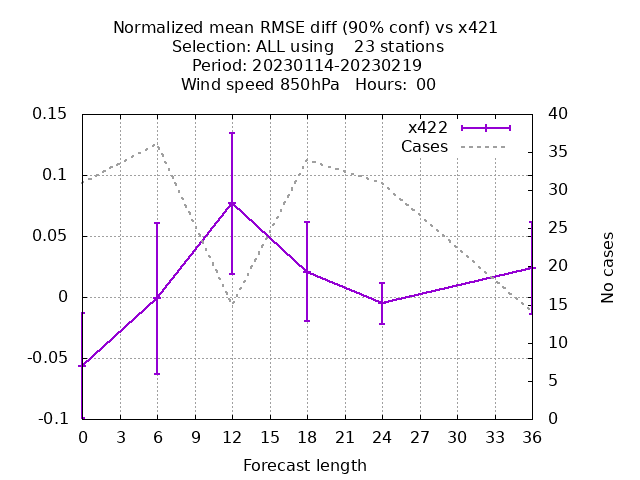 Normalized mean RMSE diff (90% conf) vs x421
Selection: ALL using    23 stations
Period: 20230114-20230219
Wind speed 850hPa   Hours:  00
x422
Cases
0.15
0.1
0.05
0
-0.05
-0.1
40
35
30
25
20
15
10
5
0
No cases
0 3 6 9 12 15 18 21 24 27 30 33 36
Forecast length